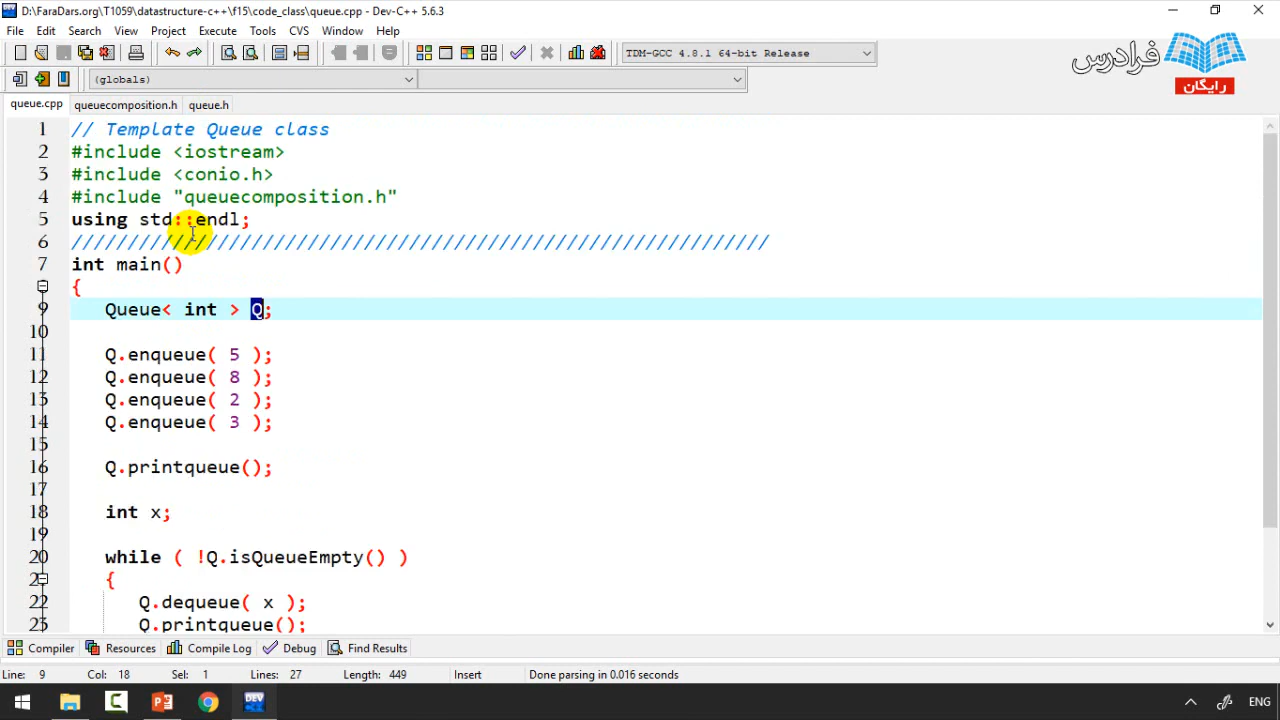 D:\FaraDars.org\T1059\datastructure-c++\f15\code_class\queue.cpp - Dev-C++ 5.6.3
File Edit Search View Project Execute Tools CVS Window Help
TDM-GCC 4.8.1 64-bit Release
فرادرس
رایگان
(globals)
queue.cpp queuecomposition.h queue.h
1 // Template Queue class
2 #include <iostream>
3 #include <conio.h>
4 #include "queuecomposition.h"
5 using std::endl;
6 //////////////////////////////////////////////////////////////
7 int main()
{
9 Queue< int > Q;
10
11 Q.enqueue( 5 );
12 Q.enqueue( 8 );
13 Q.enqueue( 2 );
14 Q.enqueue( 3 );
15
16 Q.printqueue();
17
18 int x;
19
20 while ( !Q.isQueueEmpty() )
2 {
22 Q.dequeue( x );
23 Q.printqueue();
Compiler Resources Compile Log Debug Find Results
Line: 9 Col: 18 Sel: 1 Lines: 27 Length: 449 Insert Done parsing in 0.016 seconds
DEV ENG